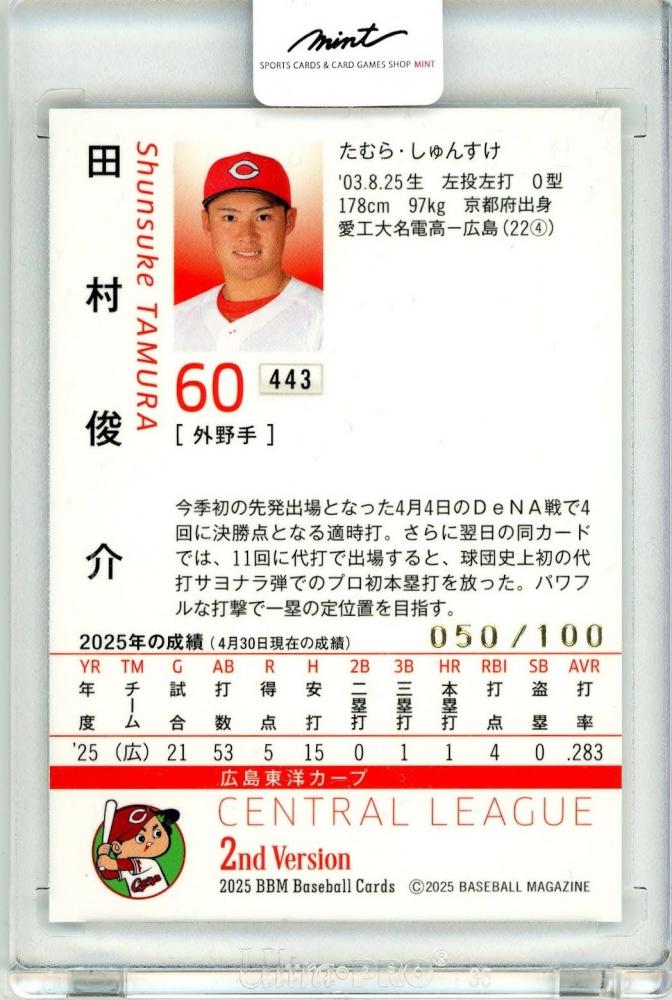 mint
SPORTS CARDS & CARD GAMES SHOP MINT
田村俊介
Shunsuke TAMURA
たむら・しゅんすけ
'03.8.25生 左投左打 O型
178cm 97kg 京都府出身
愛工大名電高ー広島(22④)
60
443
[ 外野手 ]
今季初の先発出場となった4月4日のDeNA戦で4
回に決勝点となる適時打。さらに翌日の同カード
では、11回に代打で出場すると、球団史上初の代
打サヨナラ弾でのプロ初本塁打を放った。パワフ
ルな打撃で一塁の定位置を目指す。
050/100
2025年の成績(4月30日現在の成績)
YR TM G AB R H 2B 3B HR RBI SB AVR
年度 チーム 試合 打数 得点 安打 二塁打 三塁打 本塁打 打点 盗塁 打率
'25 (広) 21 53 5 15 0 1 1 4 0 .283
広島東洋カープ
CENTRAL LEAGUE
2nd Version
2025 BBM Baseball Cards ©2025 BASEBALL MAGAZINE
C
Carp
Ultra PRO